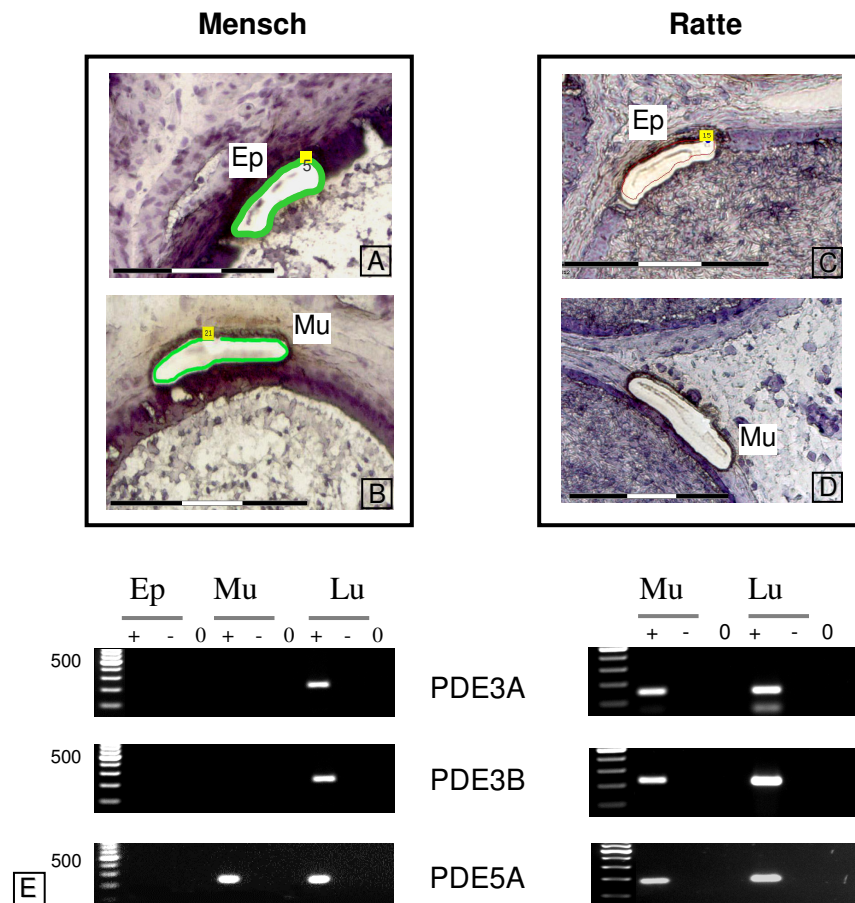 Mensch
Ratte
Ep
5
A
21
Mu
B
Ep
15
C
Mu
D
Ep Mu Lu
+ - 0 + - 0 + 0
Mu Lu
+ - 0 + - 0
500
PDE3A
500
PDE3B
500
PDE5A
E